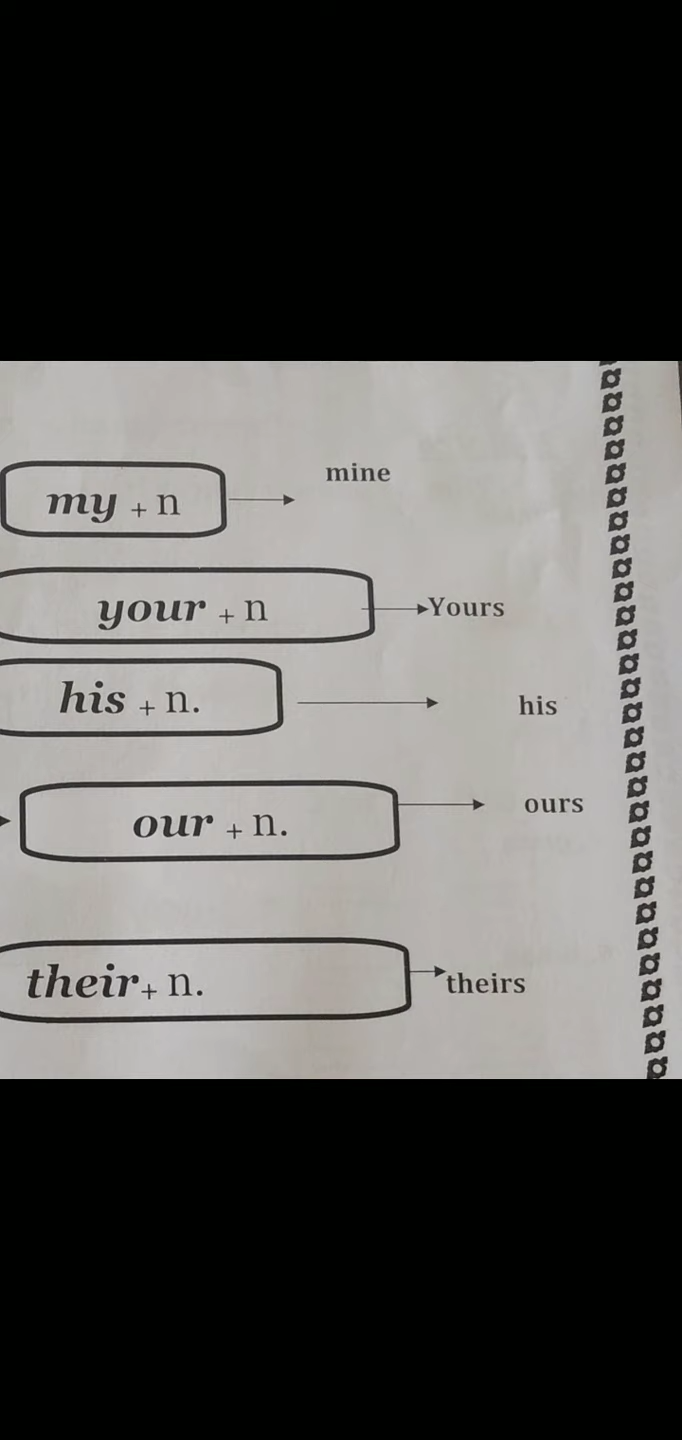 mine
my + n
your + n Yours
his + n. his
our + n. ours
their+ n. theirs